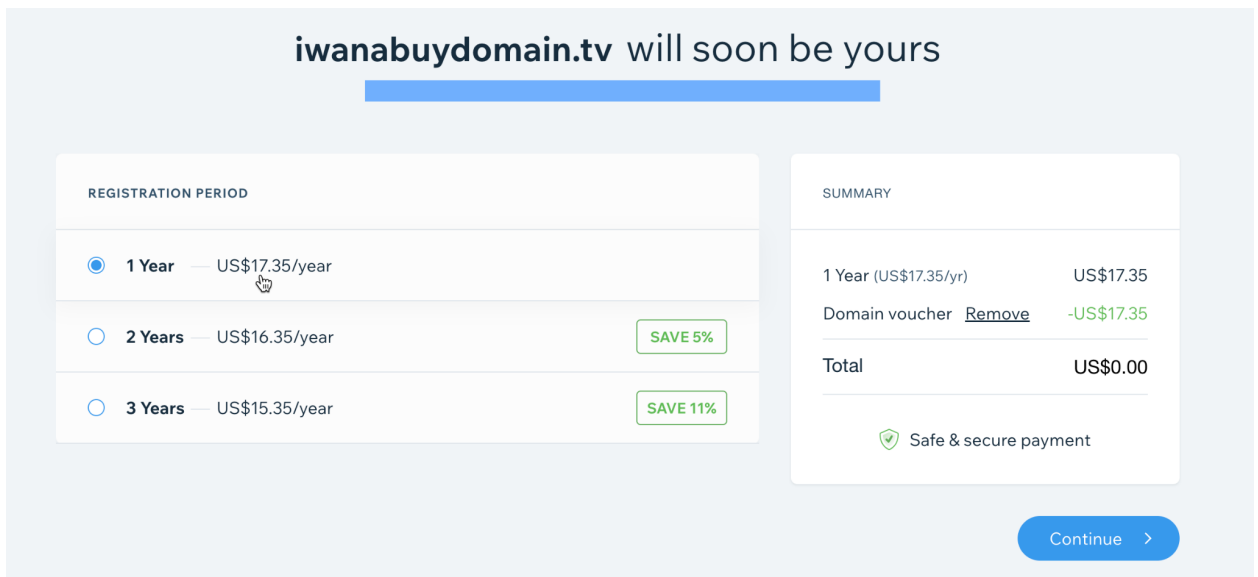 iwanabuydomain.tv will soon be yours
REGISTRATION PERIOD
1 Year — US$17.35/year
2 Years — US$16.35/year SAVE 5%
3 Years — US$15.35/year SAVE 11%
SUMMARY
1 Year (US$17.35/yr) US$17.35
Domain voucher Remove -US$17.35
Total US$0.00
Safe & secure payment
Continue